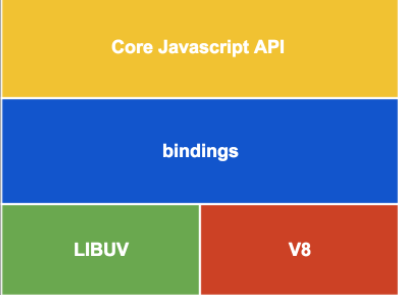 Core Javascript API
bindings
LIBUV
V8